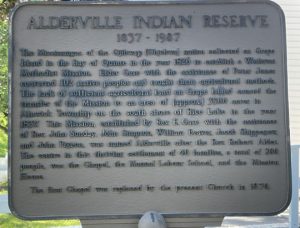 ALDERVILLE INDIAN RESERVE
1837 - 1987
The Mississaugas of the Ojibway (Chippewa) nation collected on Grape
Island in the Bay of Quinte in the year 1826 to establish a Wesleyan
Methodist Mission. Elder Case with the assistance of Peter Jones
converted 102 native peoples and taught them agricultural methods.
The lack of sufficient agricultural land on Grape Island caused the
transfer of the Mission to an area of (approx.) 3600 acres in
Alnwick Township on the south shore of Rice Lake in the year
1837. This Mission, established by Rev. Case with the assistance
of Rev. John Sunday, John Simpson, William Beaver, Jacob Shippegaw
and John Pigeon, was named Alderville after the Rev. Robert Alder.
The centre in this thriving settlement of 40 families, a total of 206
people, was the Chapel, the Manual Labour School, and the Mission
House.
The first Chapel was replaced by the present Church in 1870.